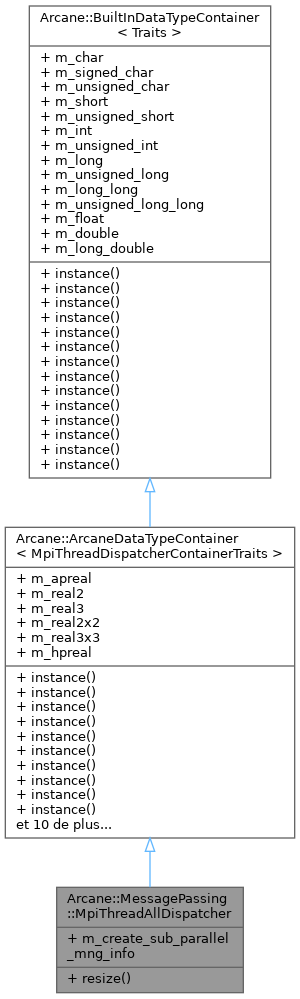 Arcane::BuiltInDataTypeContainer
< Traits >
+ m_char
+ m_signed_char
+ m_unsigned_char
+ m_short
+ m_unsigned_short
+ m_int
+ m_unsigned_int
+ m_long
+ m_unsigned_long
+ m_long_long
+ m_unsigned_long_long
+ m_float
+ m_double
+ m_long_double
+ instance()
+ instance()
+ instance()
+ instance()
+ instance()
+ instance()
+ instance()
+ instance()
+ instance()
+ instance()
+ instance()
+ instance()
+ instance()
+ instance()
Arcane::ArcaneDataTypeContainer
< MpiThreadDispatcherContainerTraits >
+ m_apreal
+ m_real2
+ m_real3
+ m_real2x2
+ m_real3x3
+ m_hpreal
+ instance()
+ instance()
+ instance()
+ instance()
+ instance()
+ instance()
+ instance()
+ instance()
+ instance()
+ instance()
et 10 de plus...
Arcane::MessagePassing
::MpiThreadAllDispatcher
+ m_create_sub_parallel
_mng_info
+ resize()